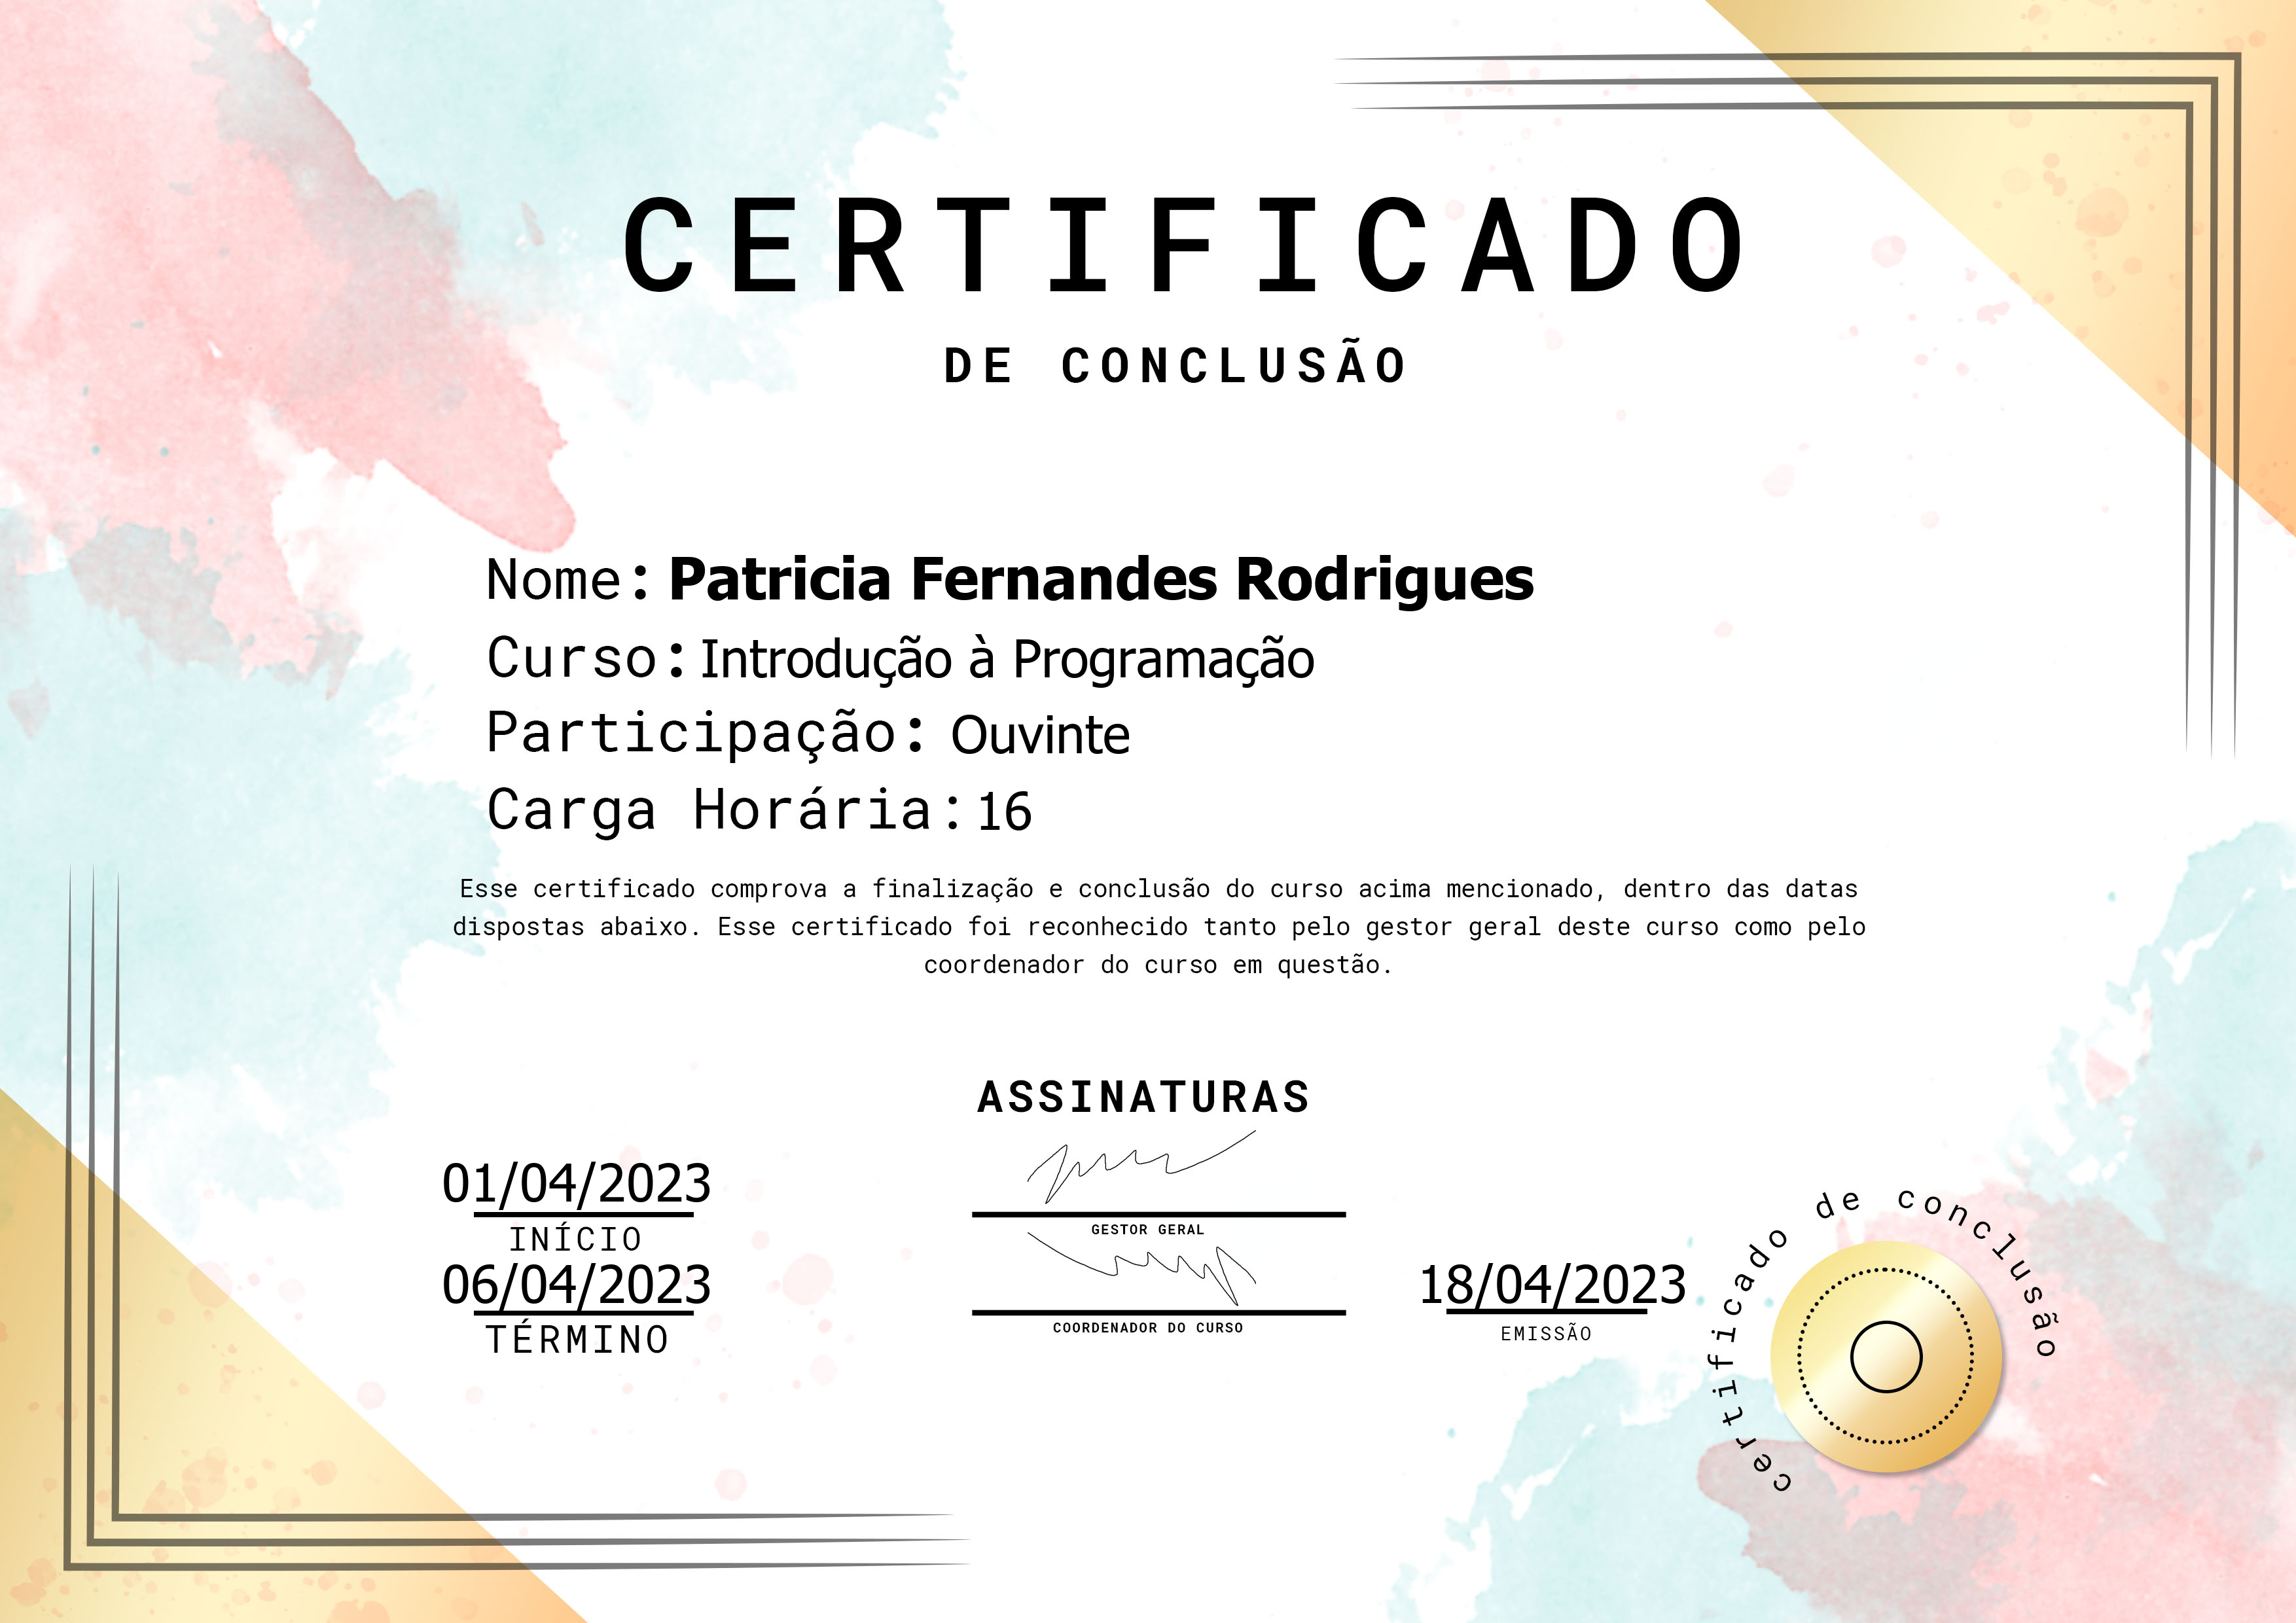 CERTIFICADO
DE CONCLUSÃO
Nome: Patricia Fernandes Rodrigues
Curso: Introdução à Programação
Participação: Ouvinte
Carga Horária: 16
Esse certificado comprova a finalização e conclusão do curso acima mencionado, dentro das datas
dispostas abaixo. Esse certificado foi reconhecido tanto pelo gestor geral deste curso como pelo
coordenador do curso em questão.
ASSINATURAS
01/04/2023
INÍCIO
GESTOR GERAL
06/04/2023
TÉRMINO
COORDENADOR DO CURSO
18/04/2023
EMISSÃO
certificado de conclusão